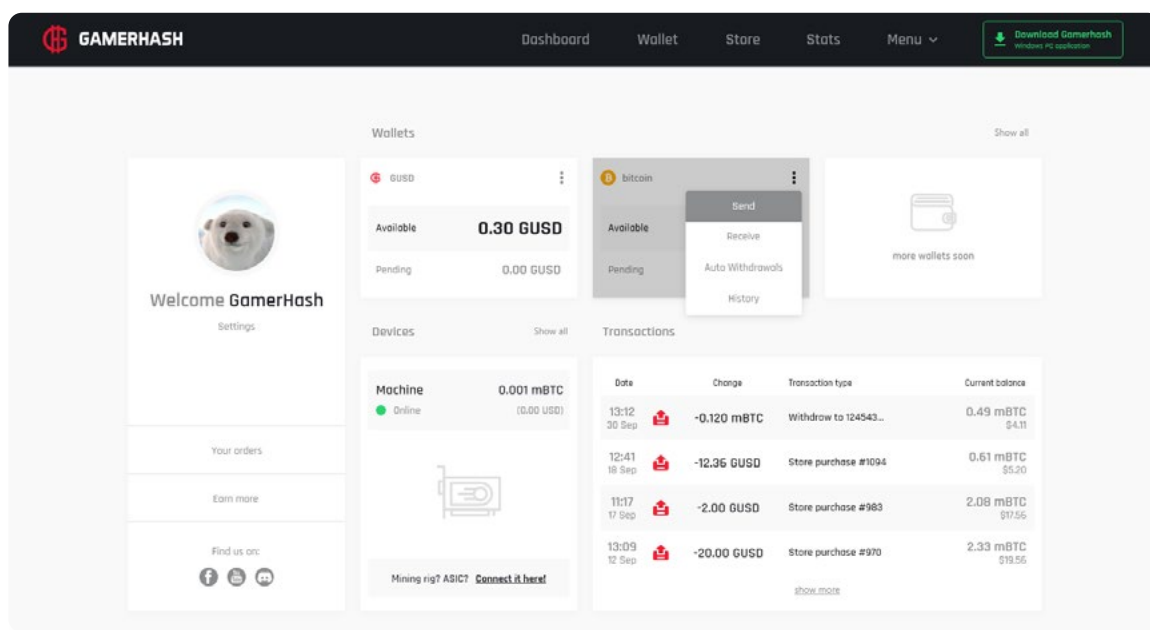 GAMERHASH
Dashboard Wallet Store Stats Menu
Download Gamerhash
Windows PC application
Wallets Show all
GUSD
Available 0.30 GUSD
Pending 0.00 GUSD
bitcoin
Available
Pending
Send
Receive
Auto Withdrawals
History
more wallets soon
Welcome GamerHash
Settings
Your orders
Earn more
Find us on:
Devices Show all
Machine 0.001 mBTC
Online (0.00 USD)
Mining rig? ASIC? Connect it here!
Transactions
Date Change Transaction type Current balance
13:12 -0.120 mBTC Withdraw to 124543... 0.49 mBTC
30 Sep $4.11
12:41 -12.36 GUSD Store purchase #1094 0.61 mBTC
18 Sep $5.20
11:17 -2.00 GUSD Store purchase #983 2.08 mBTC
17 Sep $17.56
13:09 -20.00 GUSD Store purchase #970 2.33 mBTC
12 Sep $19.56
show more